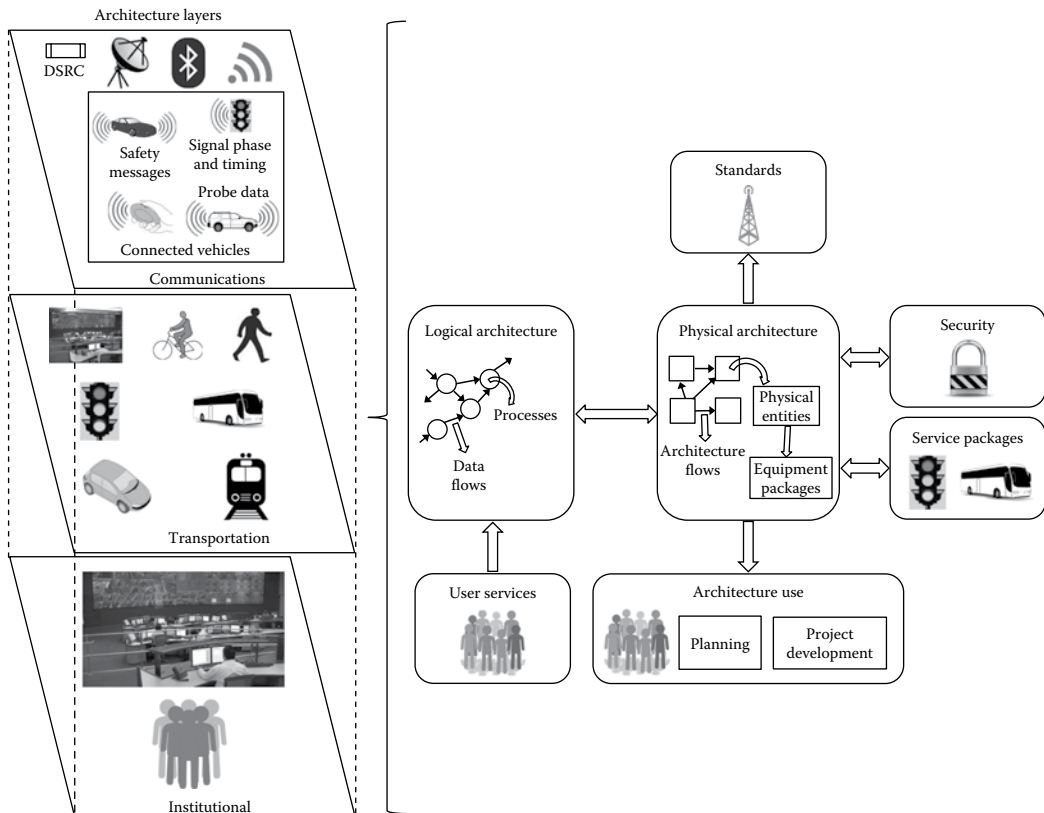 Architecture layers
DSRC
Safety
messages
Signal phase
and timing
Probe data
Connected vehicles
Communications
Transportation
Institutional
Standards
Logical architecture
Processes
Data
flows
Physical architecture
Physical
entities
Architecture
flows
Equipment
packages
Security
Service packages
User services
Architecture use
Planning
Project
development